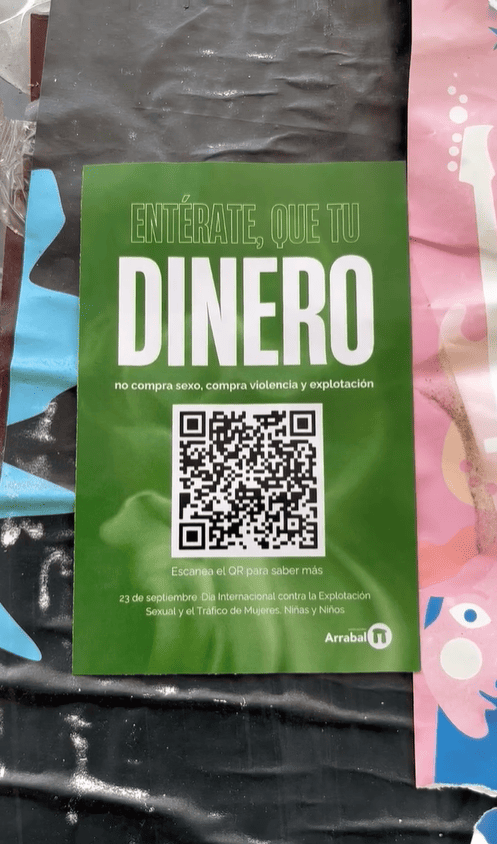 ENTÉRATE, QUE TU
DINERO
no compra sexo, compra violencia y explotación
Escanea el QR para saber más
23 de septiembre Día Internacional contra la Explotación
Sexual y el Tráfico de Mujeres, Niñas y Niños
Arrabal